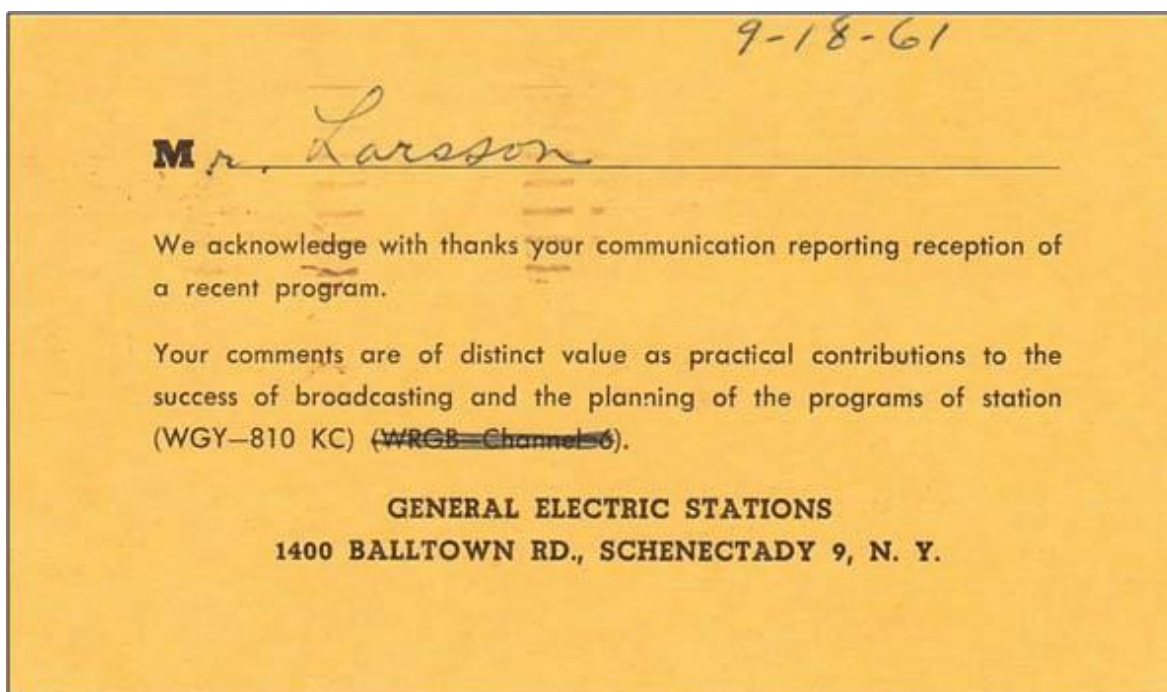 9-18-61
Mr. Larsson
We acknowledge with thanks your communication reporting reception of
a recent program.
Your comments are of distinct value as practical contributions to the
success of broadcasting and the planning of the programs of station
(WGY—810 KC) (WRGB—Channel 6).
GENERAL ELECTRIC STATIONS
1400 BALLTOWN RD., SCHENECTADY 9, N. Y.